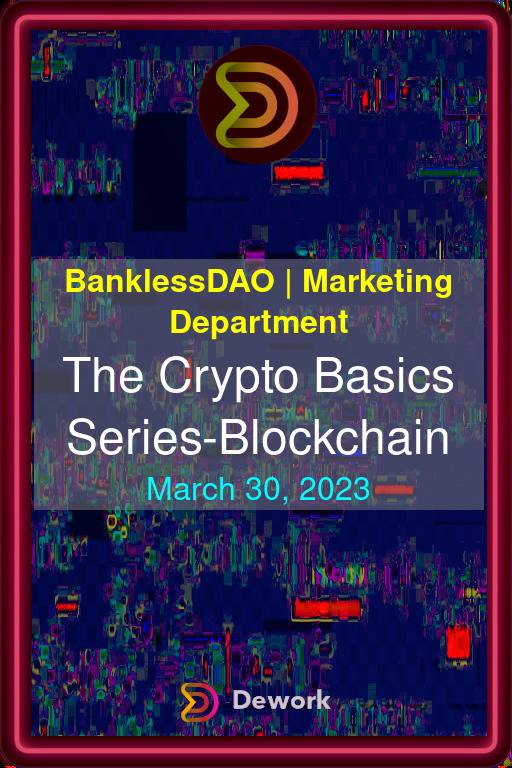 BanklessDAO | Marketing
Department
The Crypto Basics
Series-Blockchain
March 30, 2023
Dework